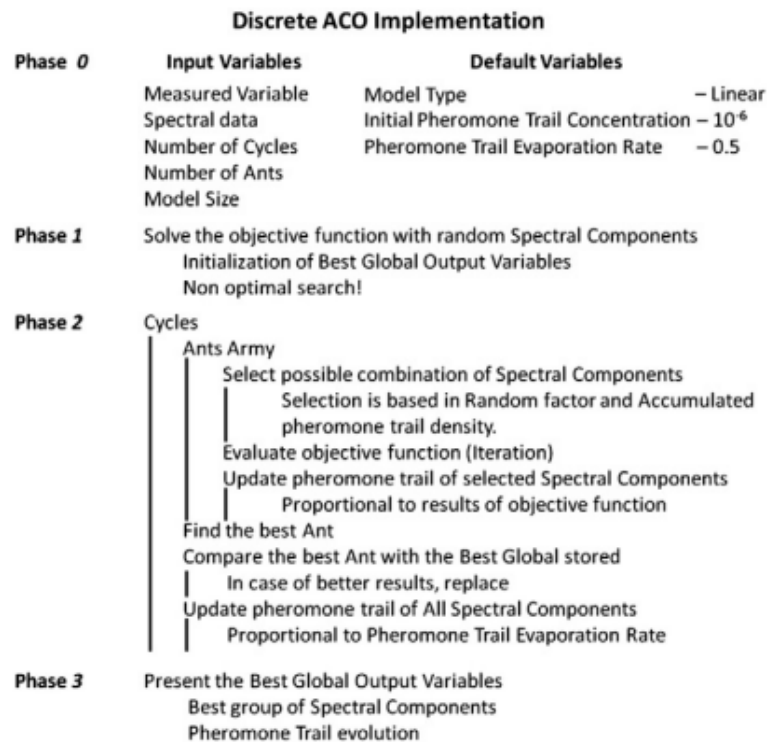 Discrete ACO Implementation
Phase 0 Input Variables Default Variables
Measured Variable Model Type – Linear
Spectral data Initial Pheromone Trail Concentration – 10⁻⁶
Number of Cycles Pheromone Trail Evaporation Rate – 0.5
Number of Ants
Model Size
Phase 1 Solve the objective function with random Spectral Components
Initialization of Best Global Output Variables
Non optimal search!
Phase 2 Cycles
Ants Army
Select possible combination of Spectral Components
Selection is based in Random factor and Accumulated
pheromone trail density.
Evaluate objective function (Iteration)
Update pheromone trail of selected Spectral Components
Proportional to results of objective function
Find the best Ant
Compare the best Ant with the Best Global stored
In case of better results, replace
Update pheromone trail of All Spectral Components
Proportional to Pheromone Trail Evaporation Rate
Phase 3 Present the Best Global Output Variables
Best group of Spectral Components
Pheromone Trail evolution